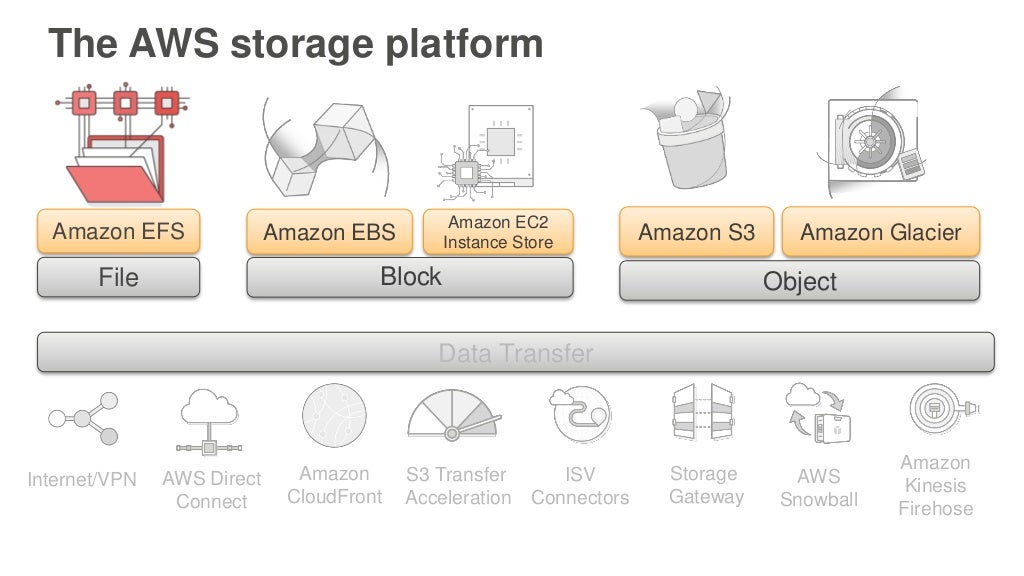 The AWS storage platform
Amazon EFS
Amazon EBS
Amazon EC2
Instance Store
Amazon S3
Amazon Glacier
File
Block
Object
Data Transfer
Internet/VPN
AWS Direct
Connect
Amazon
CloudFront
S3 Transfer
Acceleration
ISV
Connectors
Storage
Gateway
AWS
Snowball
Amazon
Kinesis
Firehose